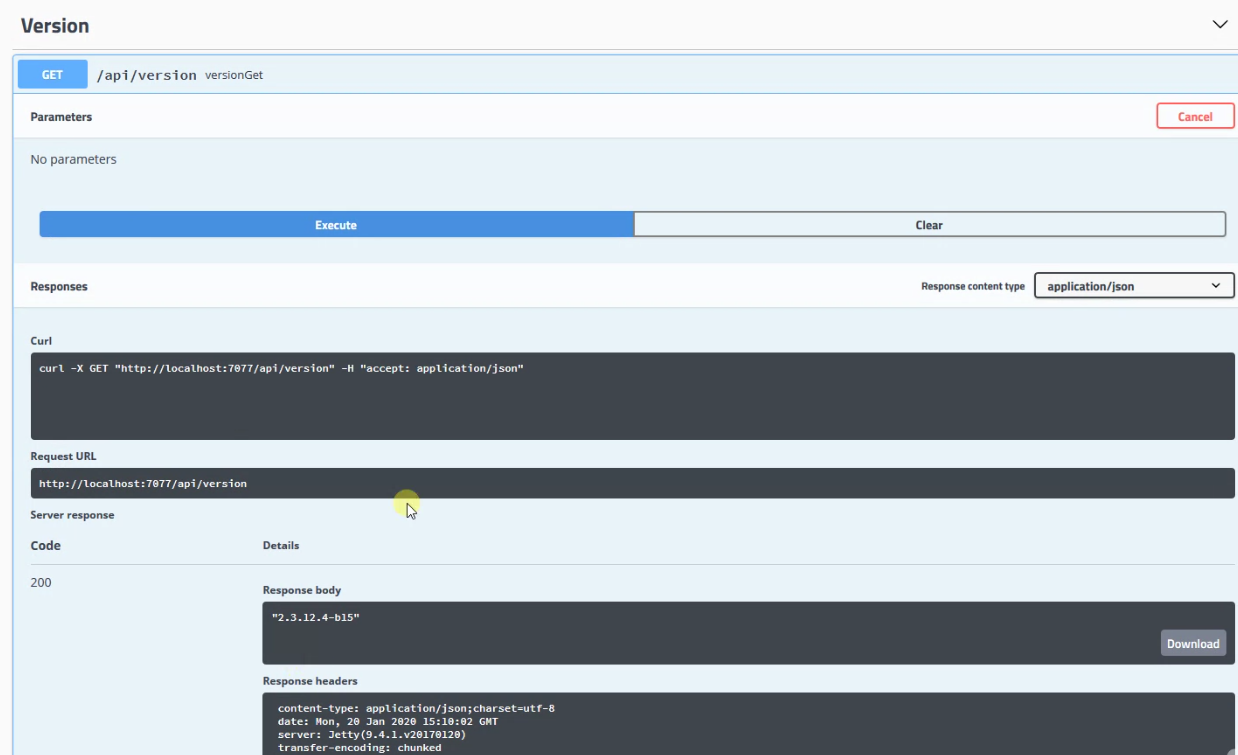 Version
GET /api/version versionGet
Parameters Cancel
No parameters
Execute Clear
Responses Response content type application/json
Curl
curl -X GET "http://localhost:7077/api/version" -H "accept: application/json"
Request URL
http://localhost:7077/api/version
Server response
Code Details
200
Response body
"2.3.12.4-b15"
Download
Response headers
content-type: application/json;charset=utf-8
date: Mon, 20 Jan 2020 15:10:02 GMT
server: Jetty(9.4.1.v20170120)
transfer-encoding: chunked